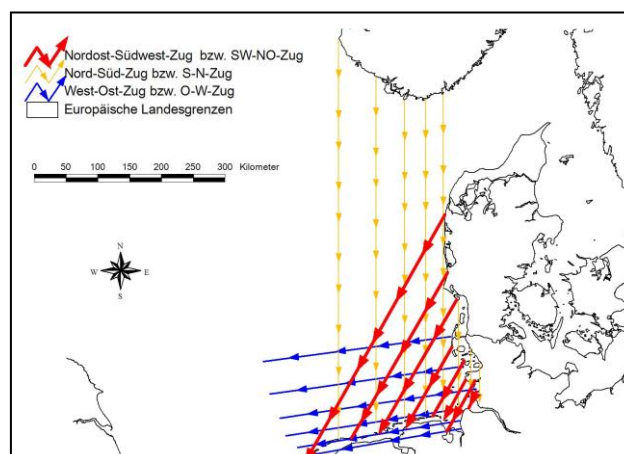 Nordost-Südwest-Zug bzw. SW-NO-Zug
Nord-Süd-Zug bzw. S-N-Zug
West-Ost-Zug bzw. O-W-Zug
Europäische Landesgrenzen
0 50 100 150 200 250 300 Kilometer
N
W E
S